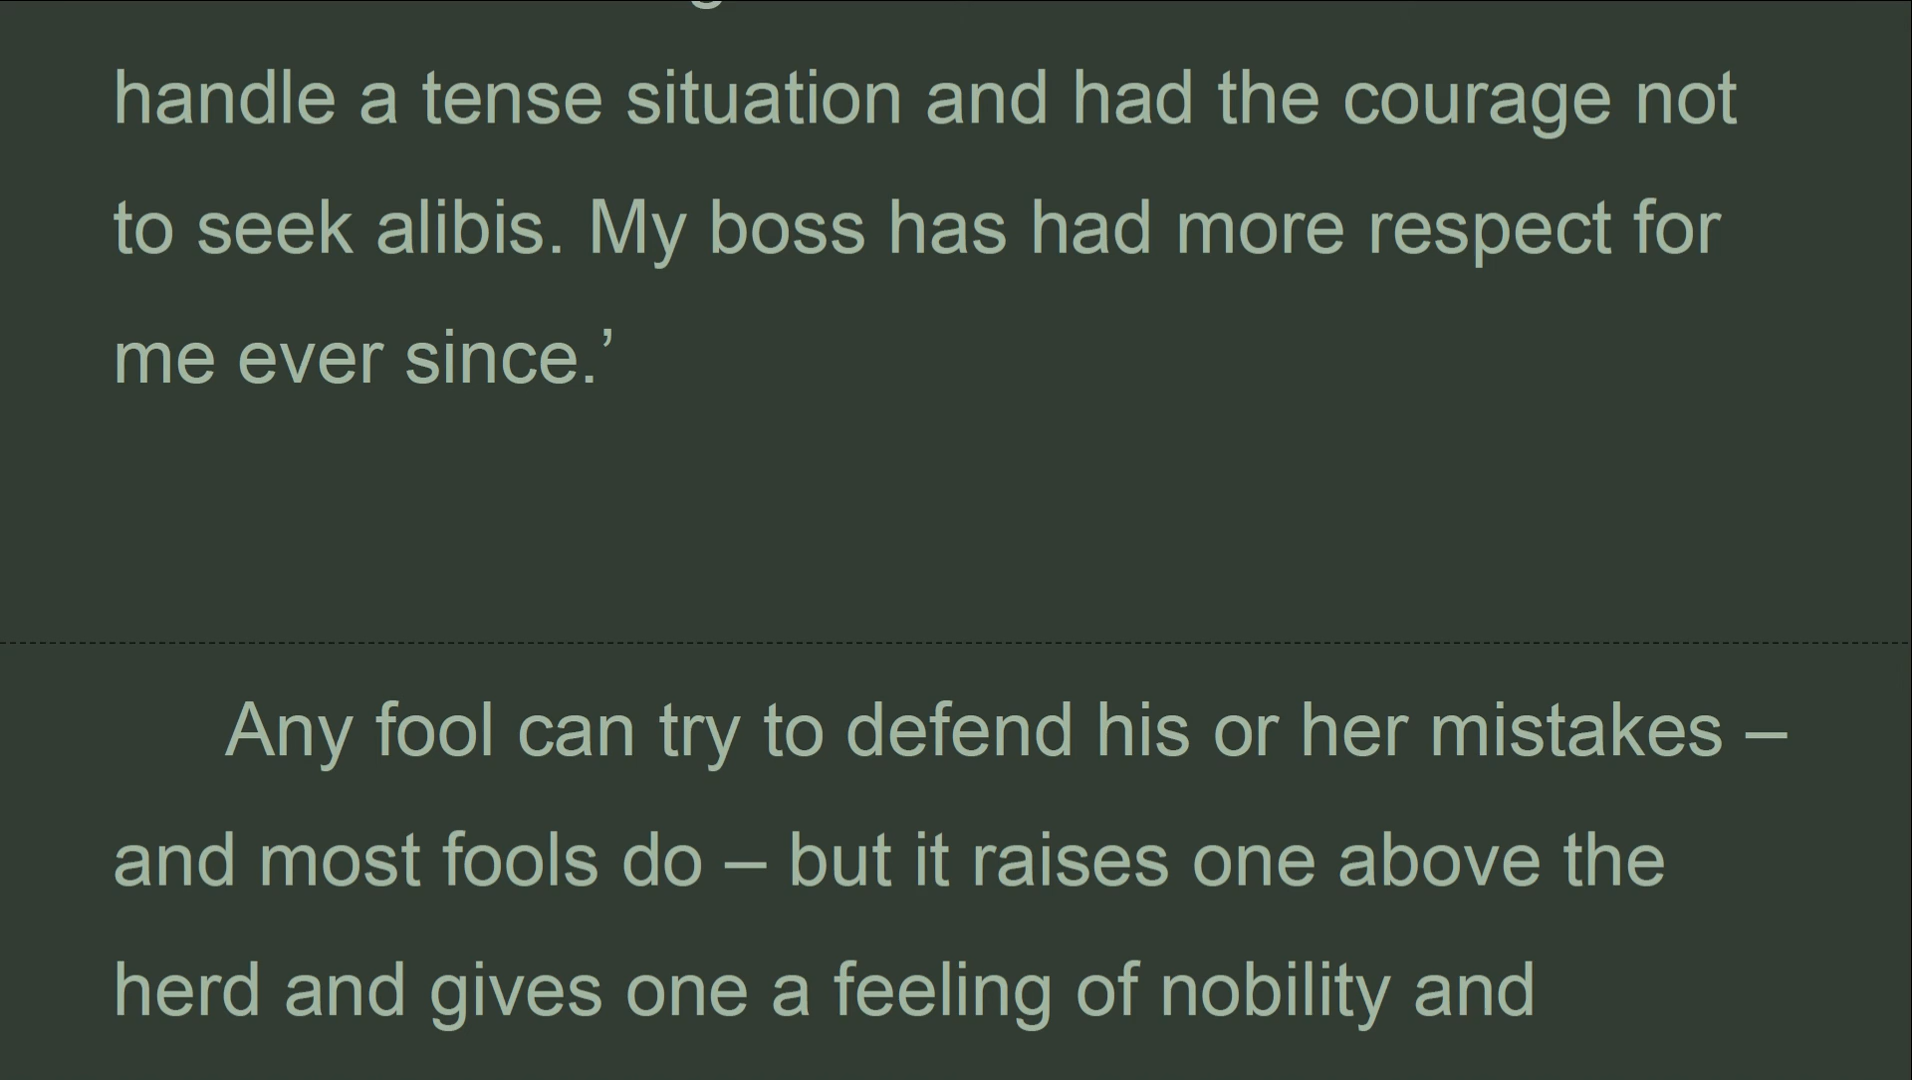 handle a tense situation and had the courage not
to seek alibis. My boss has had more respect for
me ever since.’
Any fool can try to defend his or her mistakes –
and most fools do – but it raises one above the
herd and gives one a feeling of nobility and